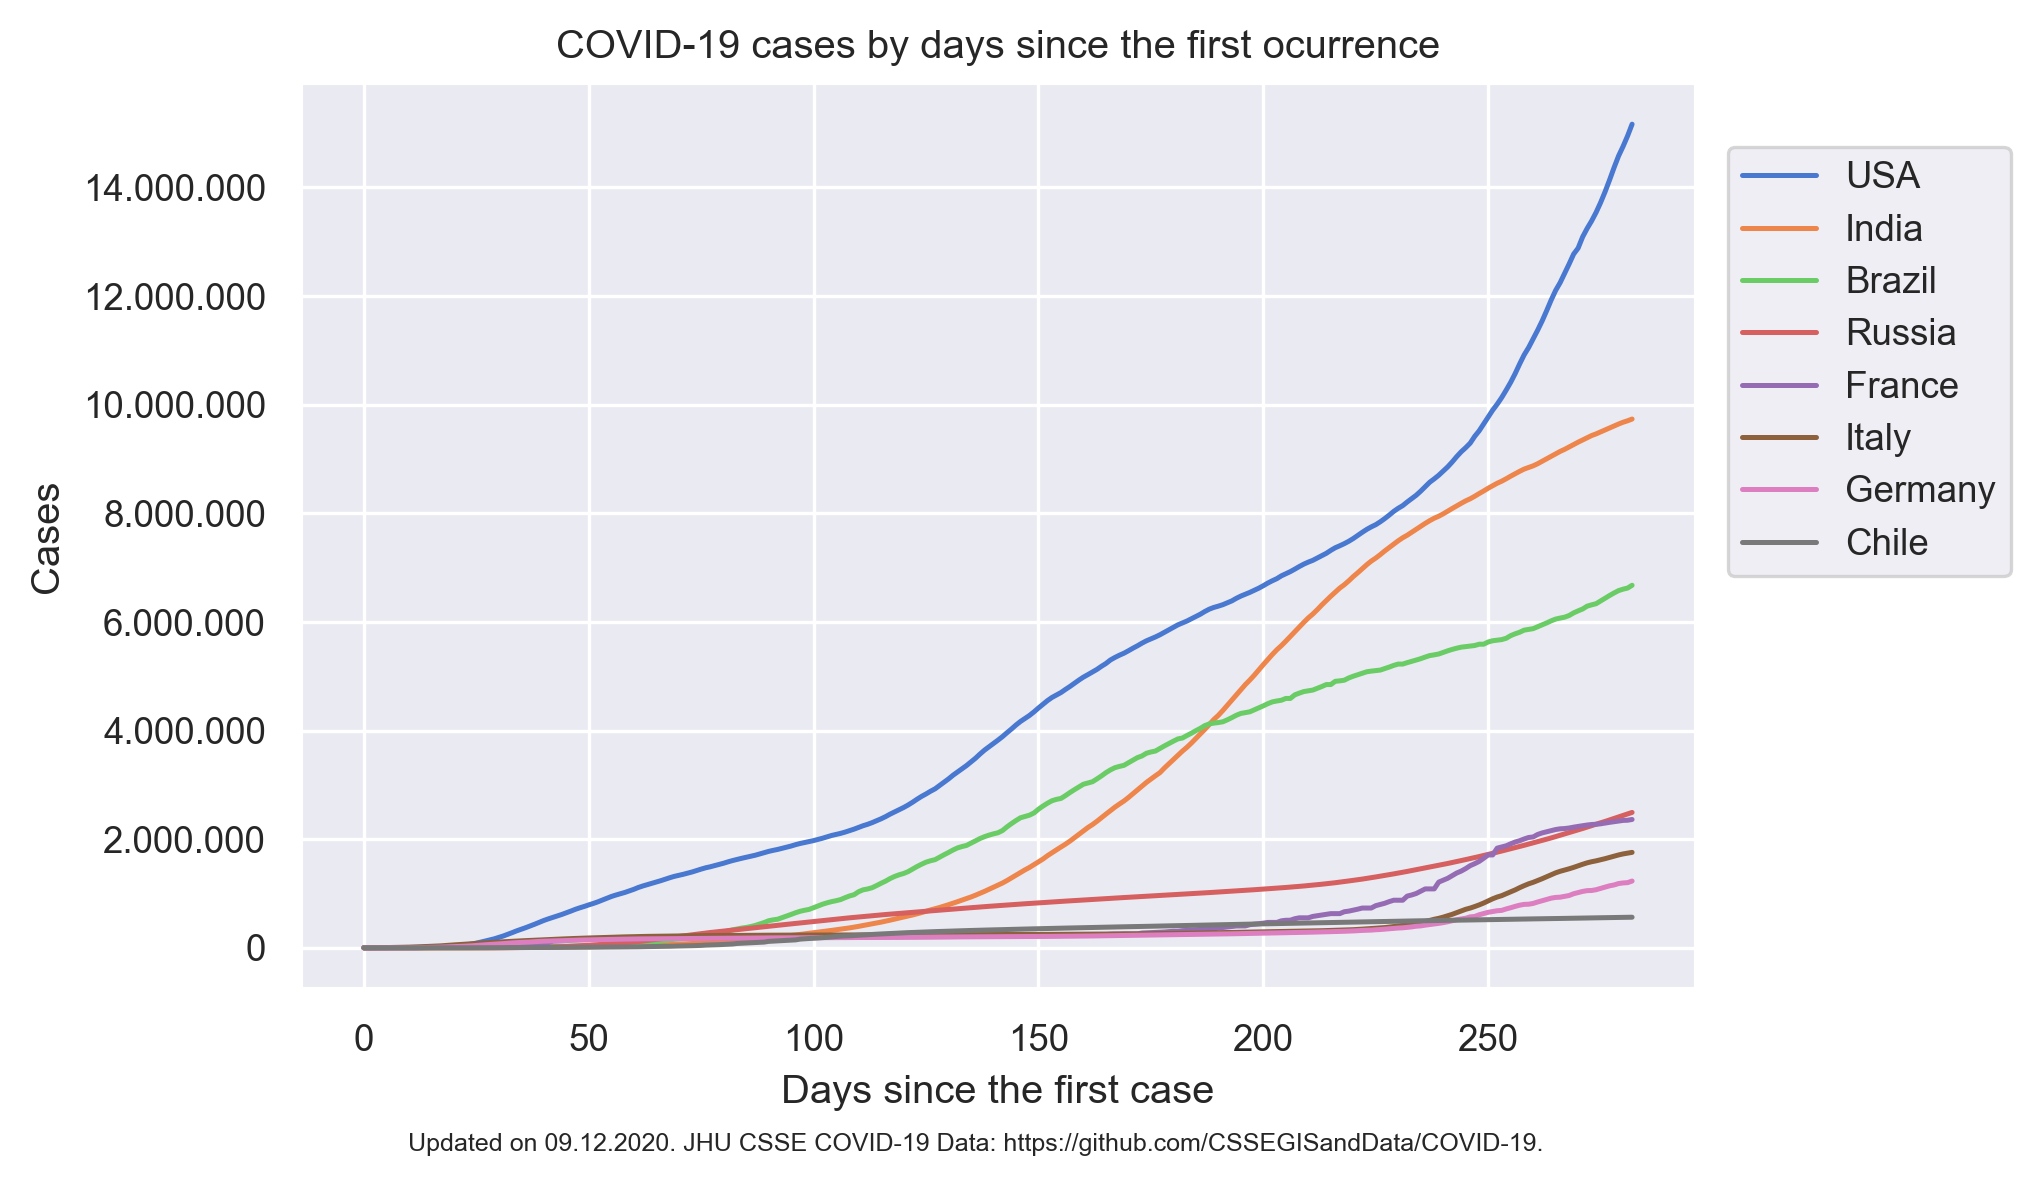 COVID-19 cases by days since the first ocurrence
14.000.000
12.000.000
10.000.000
8.000.000
6.000.000
4.000.000
2.000.000
0
Cases
0 50 100 150 200 250
Days since the first case
USA
India
Brazil
Russia
France
Italy
Germany
Chile
Updated on 09.12.2020. JHU CSSE COVID-19 Data: https://github.com/CSSEGISandData/COVID-19.